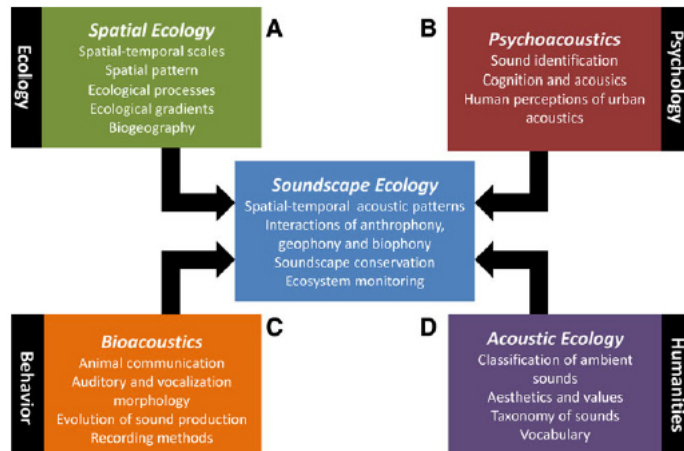 Ecology
Spatial Ecology
Spatial-temporal scales
Spatial pattern
Ecological processes
Ecological gradients
Biogeography
A
B
Psychoacoustics
Sound identification
Cognition and acousics
Human perceptions of urban
acoustics
Psychology
Soundscape Ecology
Spatial-temporal acoustic patterns
Interactions of anthrophony,
geophony and biophony
Soundscape conservation
Ecosystem monitoring
Behavior
Bioacoustics
Animal communication
Auditory and vocalization
morphology
Evolution of sound production
Recording methods
C
D
Acoustic Ecology
Classification of ambient
sounds
Aesthetics and values
Taxonomy of sounds
Vocabulary
Humanities